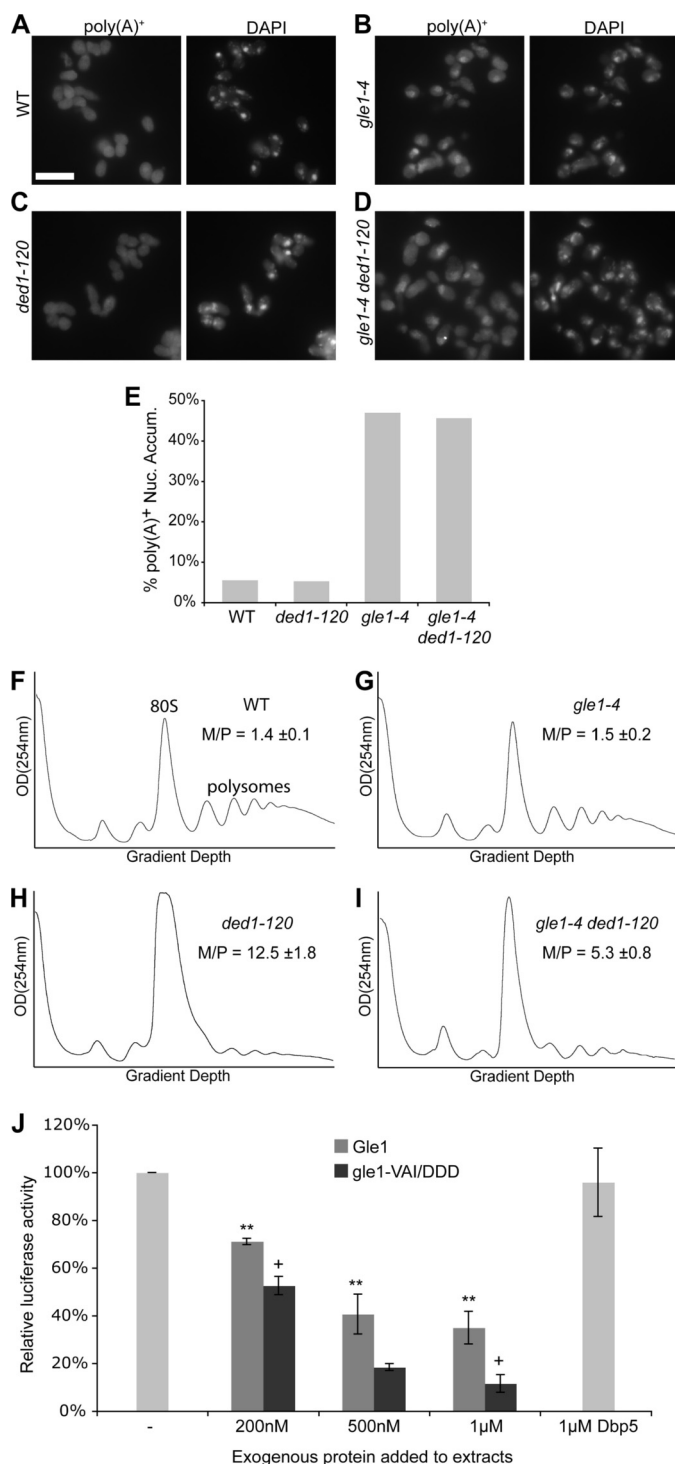 A poly(A)+ DAPI B poly(A)+ DAPI
WT
gle1-4
C D
ded1-120
gle1-4 ded1-120
E
% poly(A)+ Nuc. Accum.
50%
40%
30%
20%
10%
0%
WT ded1-120 gle1-4 gle1-4
ded1-120
F 80S WT
M/P = 1.4 ±0.1
polysomes
OD(254nm)
Gradient Depth
G gle1-4
M/P = 1.5 ±0.2
OD(254nm)
Gradient Depth
H ded1-120
M/P = 12.5 ±1.8
OD(254nm)
Gradient Depth
I gle1-4 ded1-120
M/P = 5.3 ±0.8
OD(254nm)
Gradient Depth
J
Relative luciferase activity
120%
100%
80%
60%
40%
20%
0%
Gle1
gle1-VAI/DDD
** + ** ** +
- 200nM 500nM 1μM 1μM Dbp5
Exogenous protein added to extracts